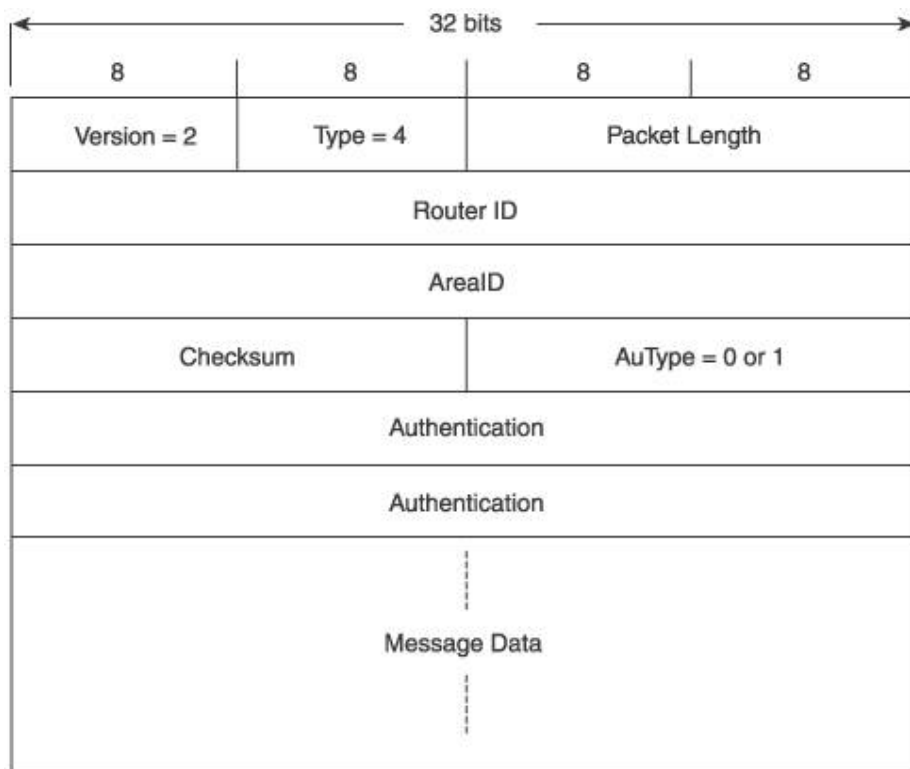 32 bits
8 8 8 8
Version = 2 Type = 4 Packet Length
Router ID
AreaID
Checksum AuType = 0 or 1
Authentication
Authentication
Message Data